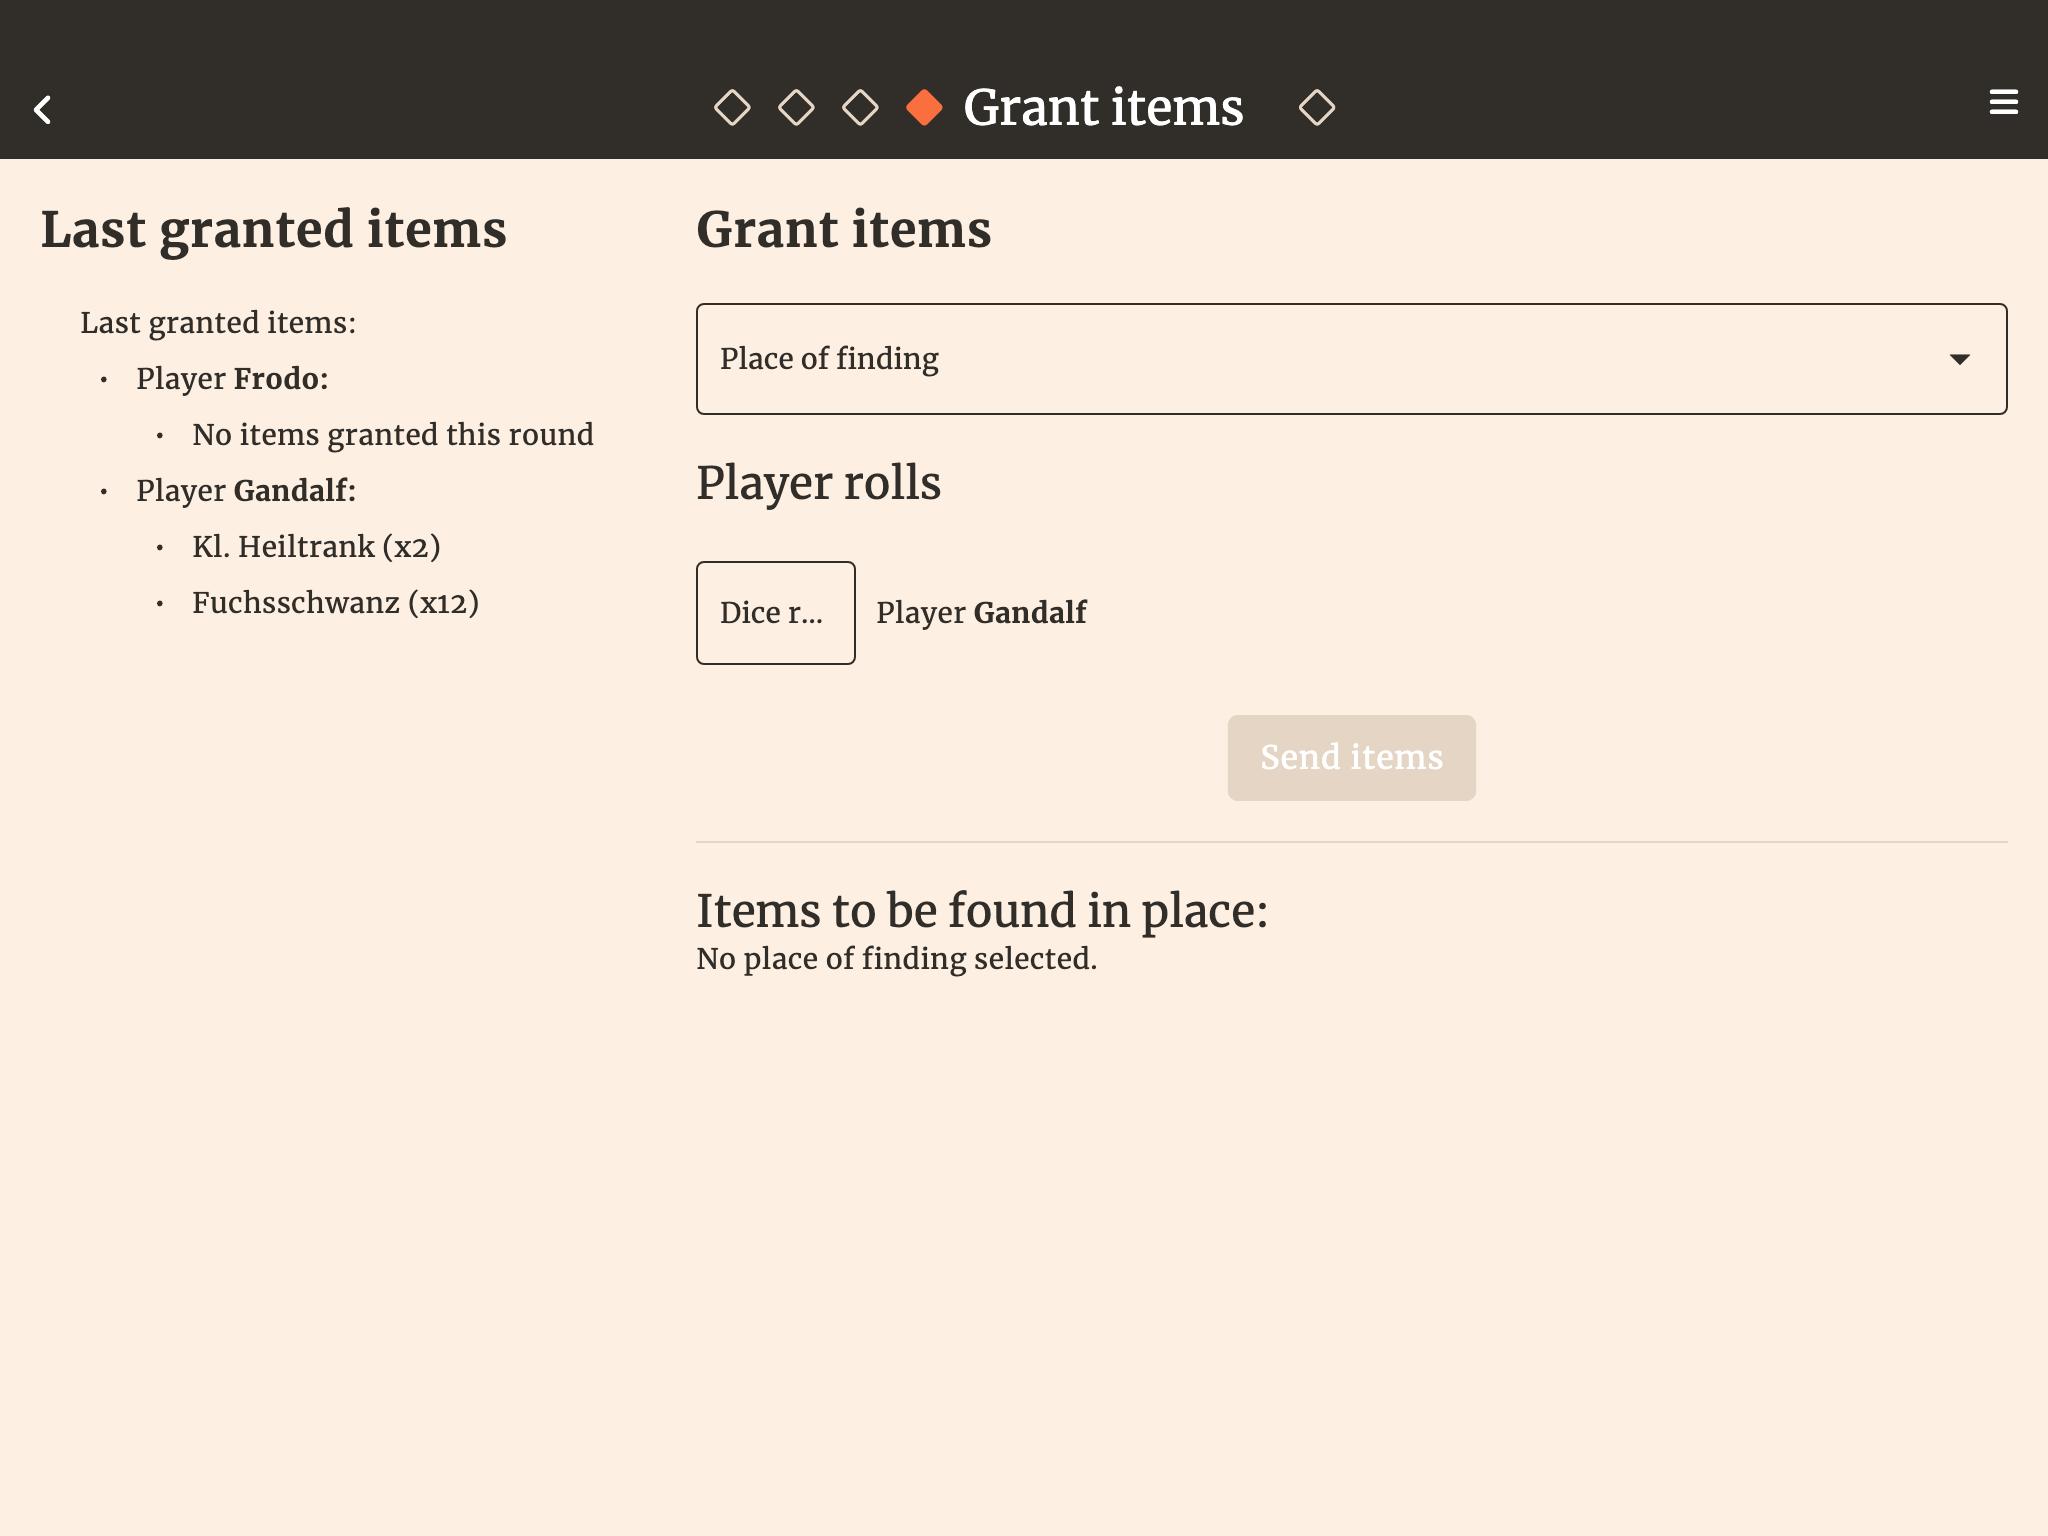 Grant items
Last granted items
Last granted items:
Player Frodo:
No items granted this round
Player Gandalf:
Kl. Heiltrank (x2)
Fuchsschwanz (x12)
Grant items
Place of finding
Player rolls
Dice r...
Player Gandalf
Send items
Items to be found in place:
No place of finding selected.